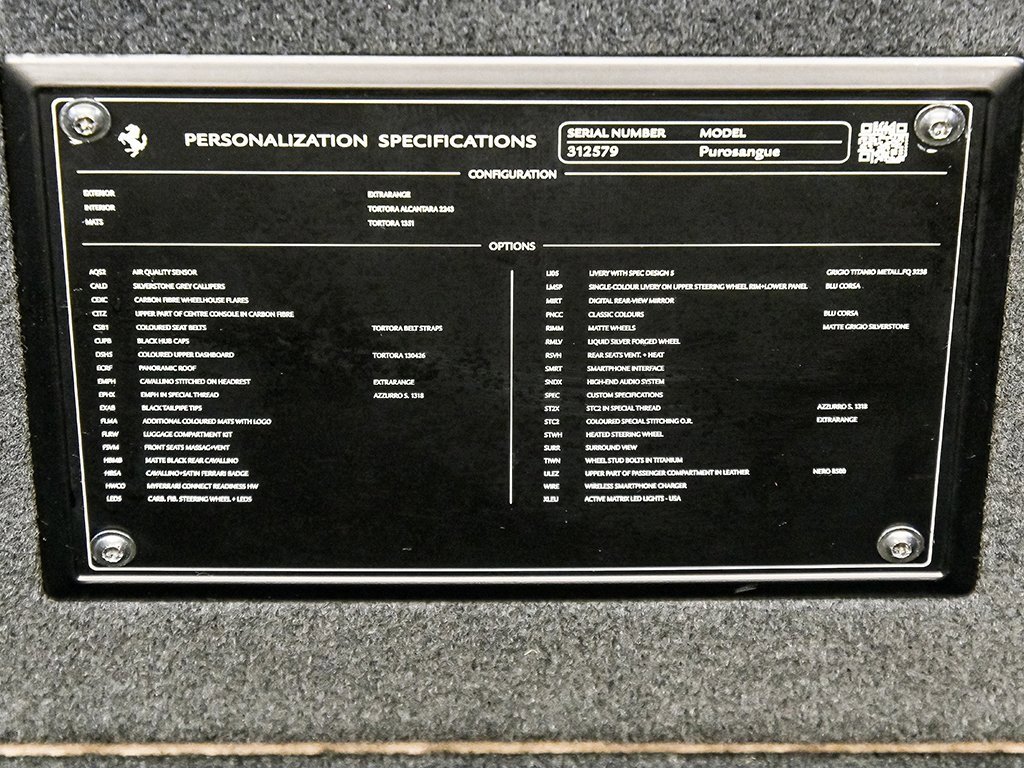 PERSONALIZATION SPECIFICATIONS
SERIAL NUMBER MODEL
312579 Purosangue
CONFIGURATION
EXTERIOR EXTRARANGE
INTERIOR TORTORA ALCANTARA 2343
MATS TORTORA 1351
OPTIONS
AQS2 AIR QUALITY SENSOR
CALD SILVERSTONE GREY CALLIPERS
CEXC CARBON FIBRE WHEELHOUSE FLARES
CITZ UPPER PART OF CENTRE CONSOLE IN CARBON FIBRE
CSB1 COLOURED SEAT BELTS TORTORA BELT STRAPS
CUPB BLACK HUB CAPS
DSHS COLOURED UPPER DASHBOARD TORTORA 130426
ECRF PANORAMIC ROOF
EMPH CAVALLINO STITCHED ON HEADREST EXTRARANGE
EPHX EMPH IN SPECIAL THREAD AZZURRO S. 1318
EXAB BLACK TAILPIPE TIPS
FLMA ADDITIONAL COLOURED MATS WITH LOGO
FLRW LUGGAGE COMPARTMENT KIT
FSVM FRONT SEATS MASSAG+VENT
HBMB MATTE BLACK REAR CAVALLINO
HRSA CAVALLINO+SATIN FERRARI BADGE
HWCO MYFERRARI CONNECT READINESS HW
LEDS CARB. FIB. STEERING WHEEL + LEDS
LI05 LIVERY WITH SPEC DESIGN 5 GRIGIO TITANIO METALL.FQ 3238
LMSP SINGLE-COLOUR LIVERY ON UPPER STEERING WHEEL RIM+LOWER PANEL BLU CORSA
MIRT DIGITAL REAR-VIEW MIRROR
PNCC CLASSIC COLOURS BLU CORSA
RIMM MATTE WHEELS MATTE GRIGIO SILVERSTONE
RMLV LIQUID SILVER FORGED WHEEL
RSVH REAR SEATS VENT. + HEAT
SMRT SMARTPHONE INTERFACE
SNDX HIGH-END AUDIO SYSTEM
SPEC CUSTOM SPECIFICATIONS
ST2X STC2 IN SPECIAL THREAD AZZURRO S. 1318
STC2 COLOURED SPECIAL STITCHING O.R. EXTRARANGE
STWH HEATED STEERING WHEEL
SURR SURROUND VIEW
TIWN WHEEL STUD BOLTS IN TITANIUM
ULEZ UPPER PART OF PASSENGER COMPARTMENT IN LEATHER NERO 8500
WIRE WIRELESS SMARTPHONE CHARGER
XLEU ACTIVE MATRIX LED LIGHTS - USA